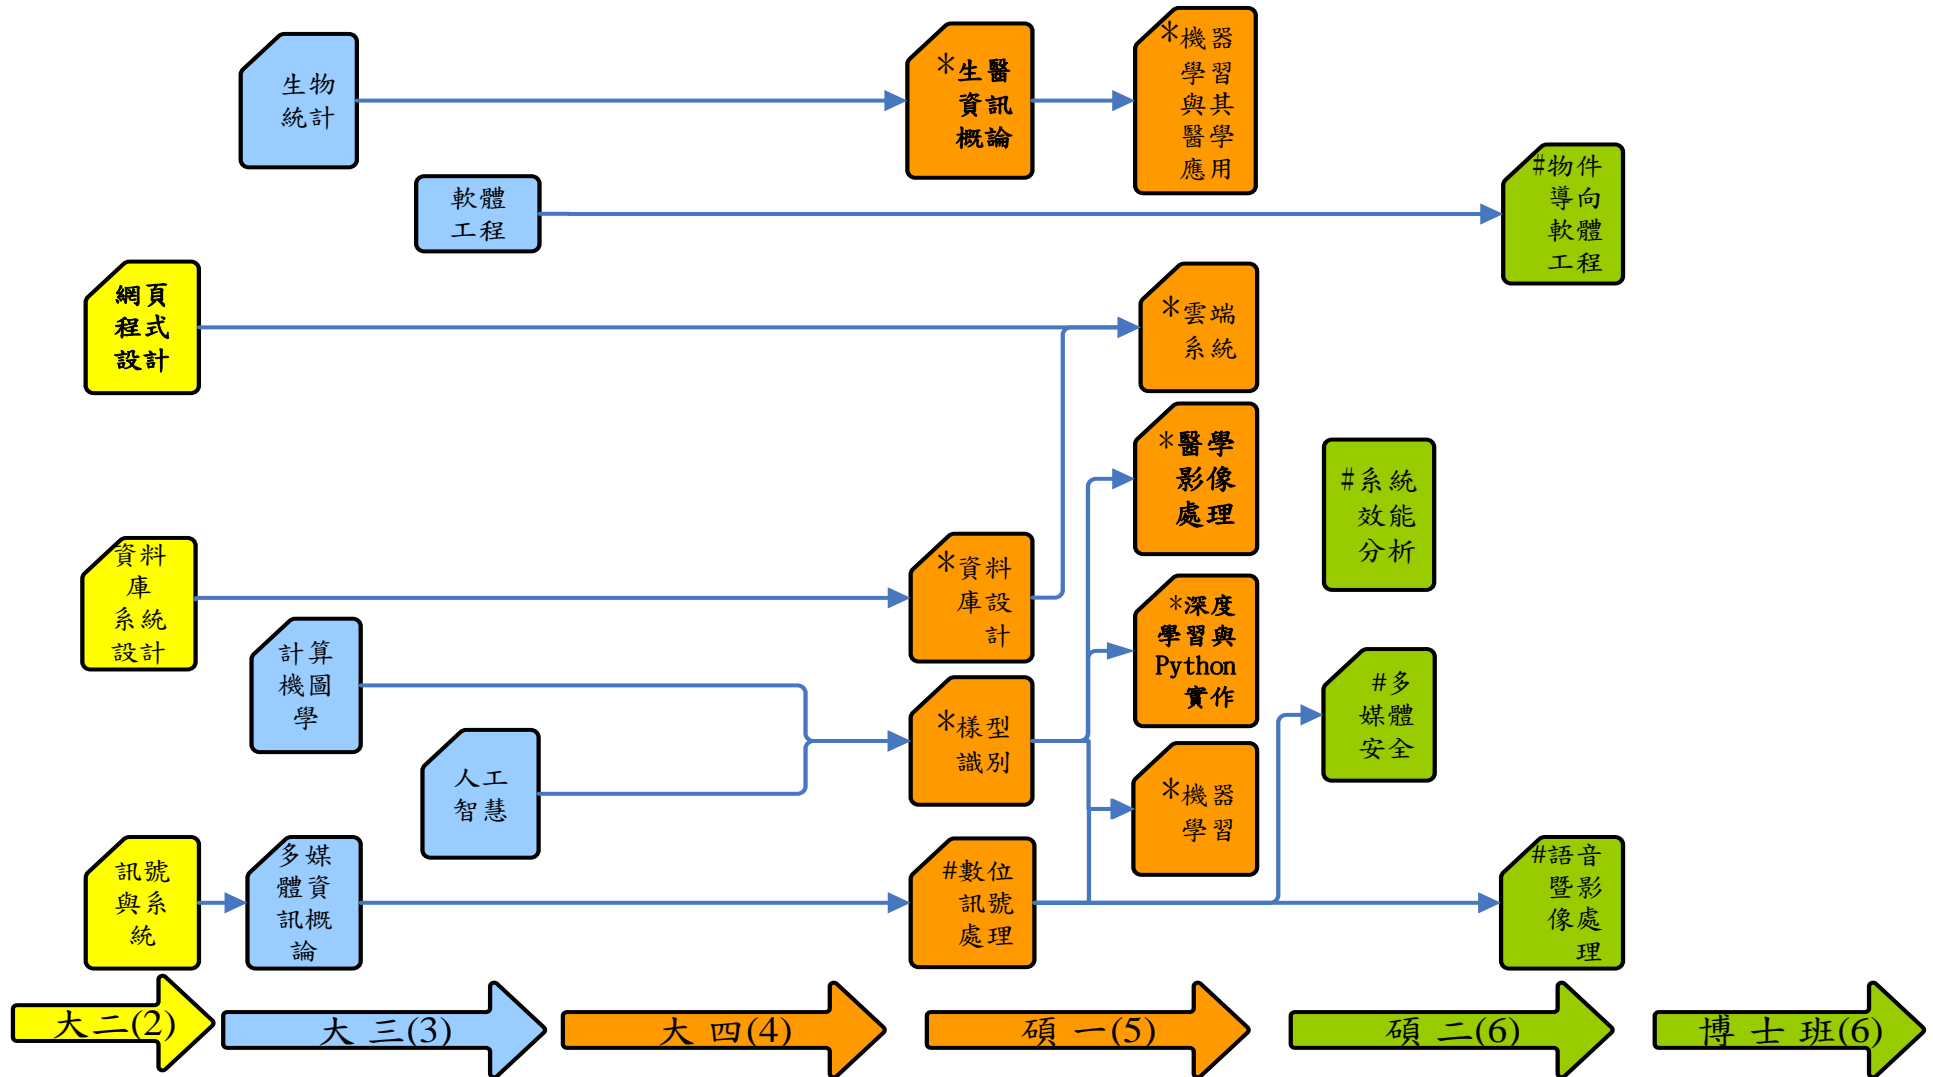 生物
統計
*生醫
資訊
概論
*機器
學習
與其
醫學
應用
軟體
工程
#物件
導向
軟體
工程
網頁
程式
設計
*雲端
系統
*醫學
影像
處理
#系統
效能
分析
資料
庫
系統
設計
*資料
庫設
計
*深度
學習與
Python
實作
計算
機圖
學
*樣型
識別
#多
媒體
安全
人工
智慧
*機器
學習
訊號
與系
統
多媒
體資
訊概
論
#數位
訊號
處理
#語音
暨影
像處
理
大二(2)
大三(3)
大四(4)
碩一(5)
碩二(6)
博士班(6)